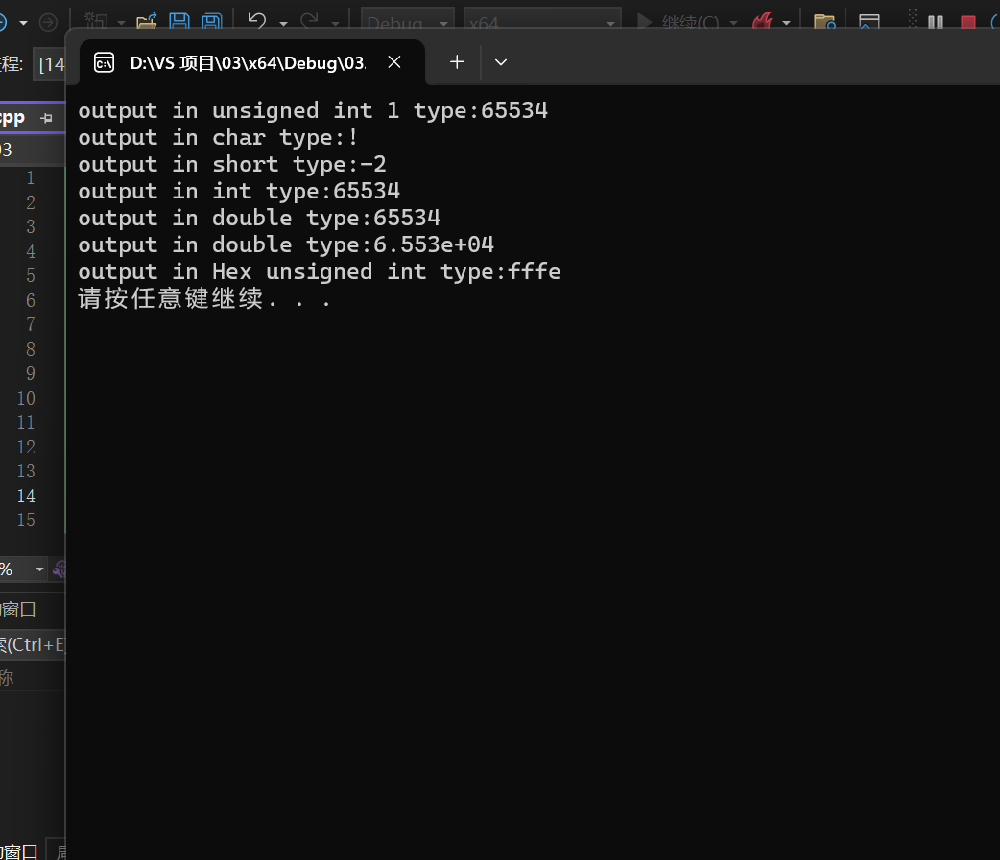 Debug
x64
继续(C)
程:
[14
D:\VS 项目\03\x64\Debug\03.
cpp
03
1
2
3
4
5
6
7
8
9
10
11
12
13
14
15
output in unsigned int 1 type:65534
output in char type:!
output in short type:-2
output in int type:65534
output in double type:65534
output in double type:6.553e+04
output in Hex unsigned int type:fffe
请按任意键继续. . .
%
窗口
(Ctrl+E)
称
窗口